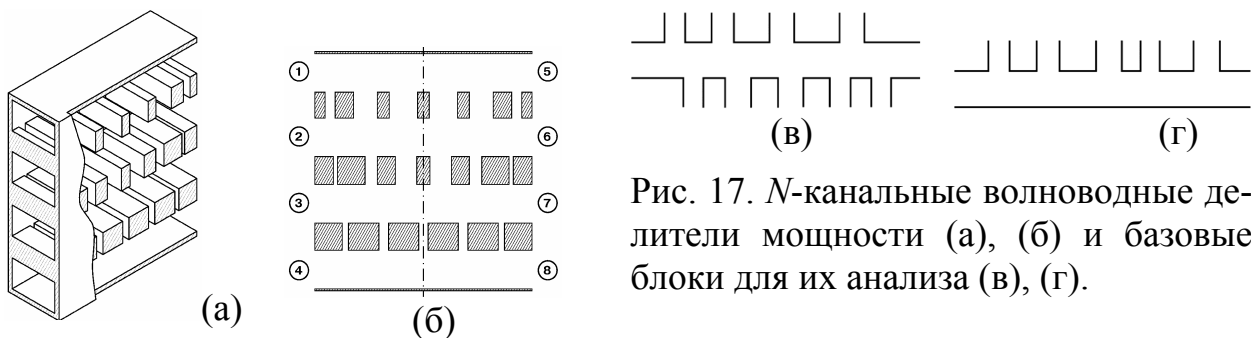 (а)
1
2
3
4
5
6
7
8
(б)
(в)
(г)
Рис. 17. N-канальные волноводные де-
лители мощности (а), (б) и базовые
блоки для их анализа (в), (г).